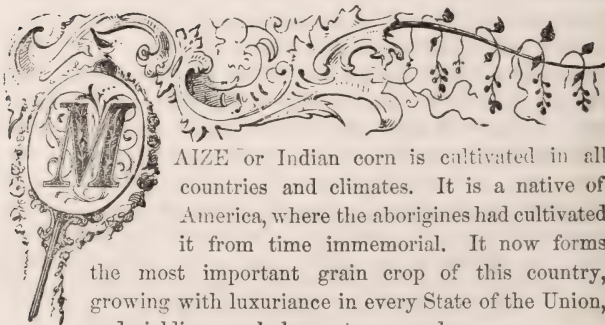 MAIZE or Indian corn is cultivated in all
countries and climates. It is a native of
America, where the aborigines had cultivated
it from time immemorial. It now forms
the most important grain crop of this country,
growing with luxuriance in every State of the Union,